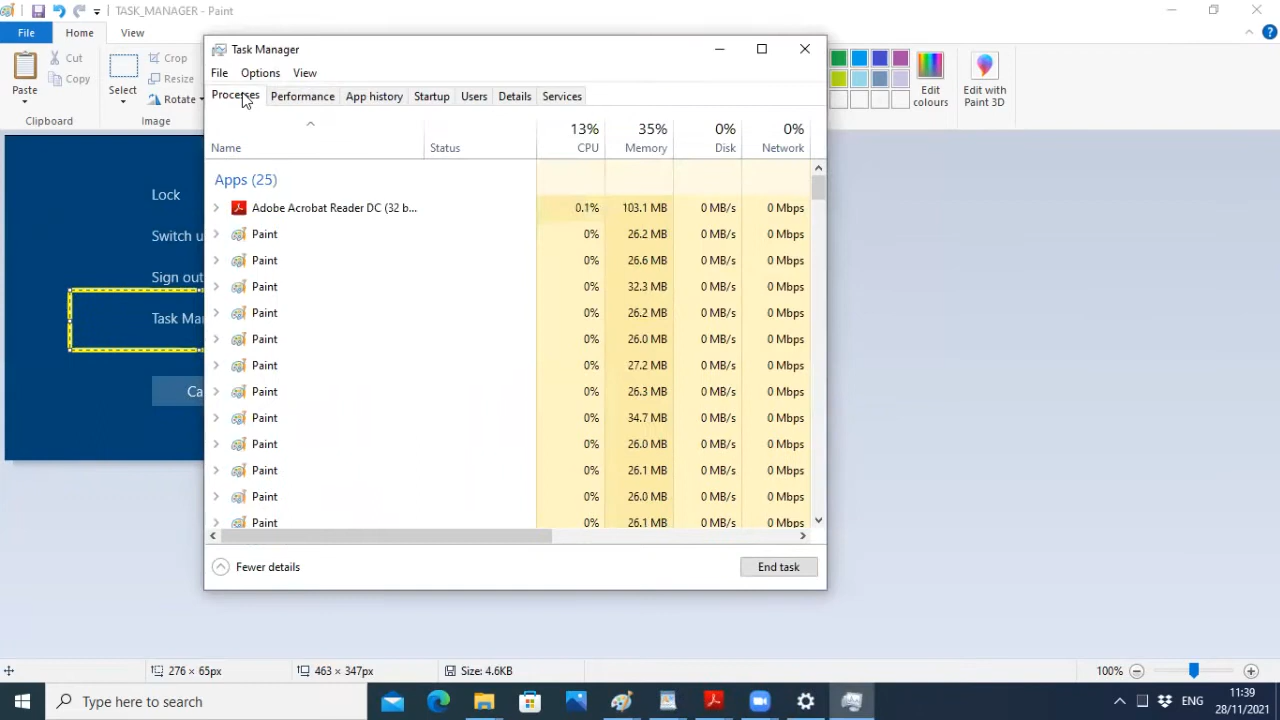 TASK_MANAGER - Paint
File Home View
Paste
Cut
Copy
Clipboard
Select
Crop
Resize
Rotate
Image
Edit colours
Edit with Paint 3D
Lock
Switch u
Sign out
Task Mar
Ca
Task Manager
File Options View
Processes Performance App history Startup Users Details Services
13% 35% 0% 0%
Name Status CPU Memory Disk Network
Apps (25)
Adobe Acrobat Reader DC (32 b... 0.1% 103.1 MB 0 MB/s 0 Mbps
Paint 0% 26.2 MB 0 MB/s 0 Mbps
Paint 0% 26.6 MB 0 MB/s 0 Mbps
Paint 0% 32.3 MB 0 MB/s 0 Mbps
Paint 0% 26.2 MB 0 MB/s 0 Mbps
Paint 0% 26.0 MB 0 MB/s 0 Mbps
Paint 0% 27.2 MB 0 MB/s 0 Mbps
Paint 0% 26.3 MB 0 MB/s 0 Mbps
Paint 0% 34.7 MB 0 MB/s 0 Mbps
Paint 0% 26.0 MB 0 MB/s 0 Mbps
Paint 0% 26.1 MB 0 MB/s 0 Mbps
Paint 0% 26.0 MB 0 MB/s 0 Mbps
Paint 0% 26.1 MB 0 MB/s 0 Mbps
Fewer details
End task
276 × 65px 463 × 347px Size: 4.6KB 100%
Type here to search
ENG
11:39
28/11/2021